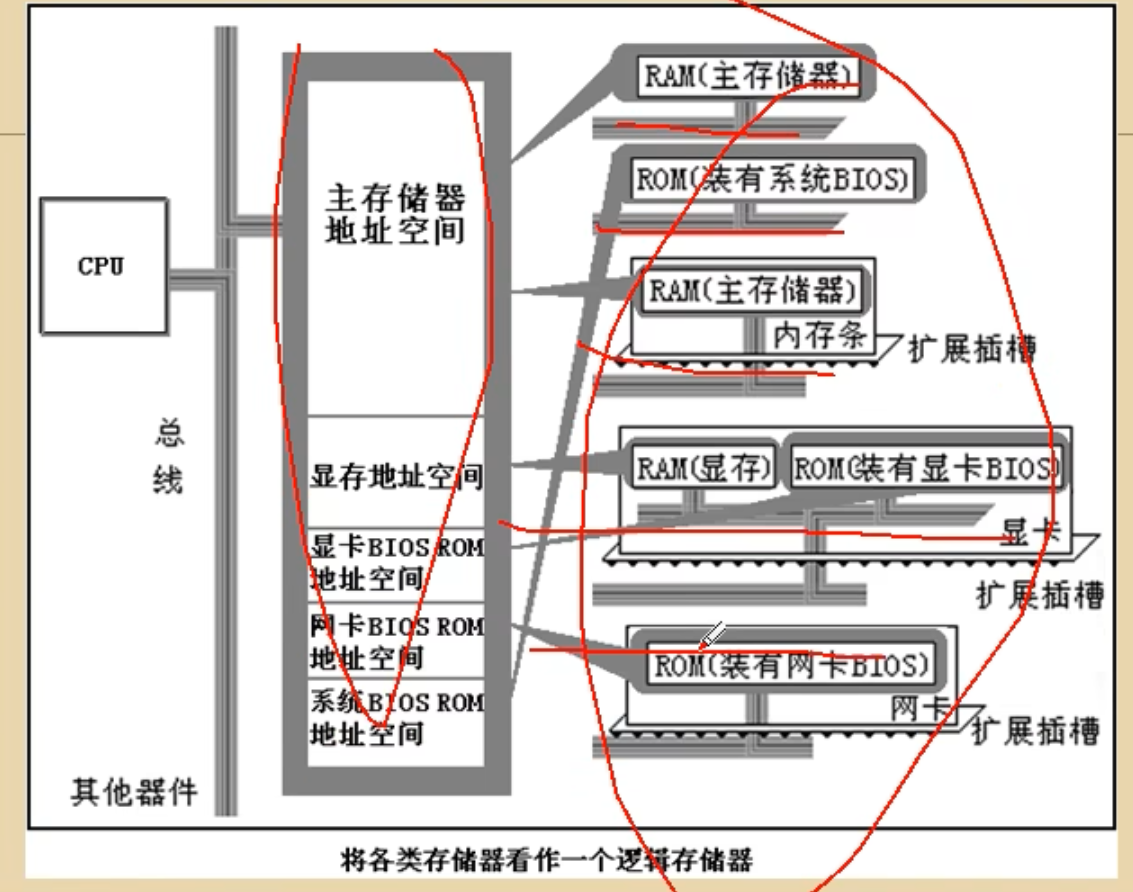 RAM(主存储器)
ROM(装有系统BIOS)
主存储器
地址空间
CPU
RAM(主存储器)
内存条
扩展插槽
总
线
显存地址空间
RAM(显存)
ROM(装有显卡BIOS)
显卡
扩展插槽
显卡BIOS ROM
地址空间
网卡BIOS ROM
地址空间
ROM(装有网卡BIOS)
网卡
扩展插槽
系统BIOS ROM
地址空间
其他器件
将各类存储器看作一个逻辑存储器